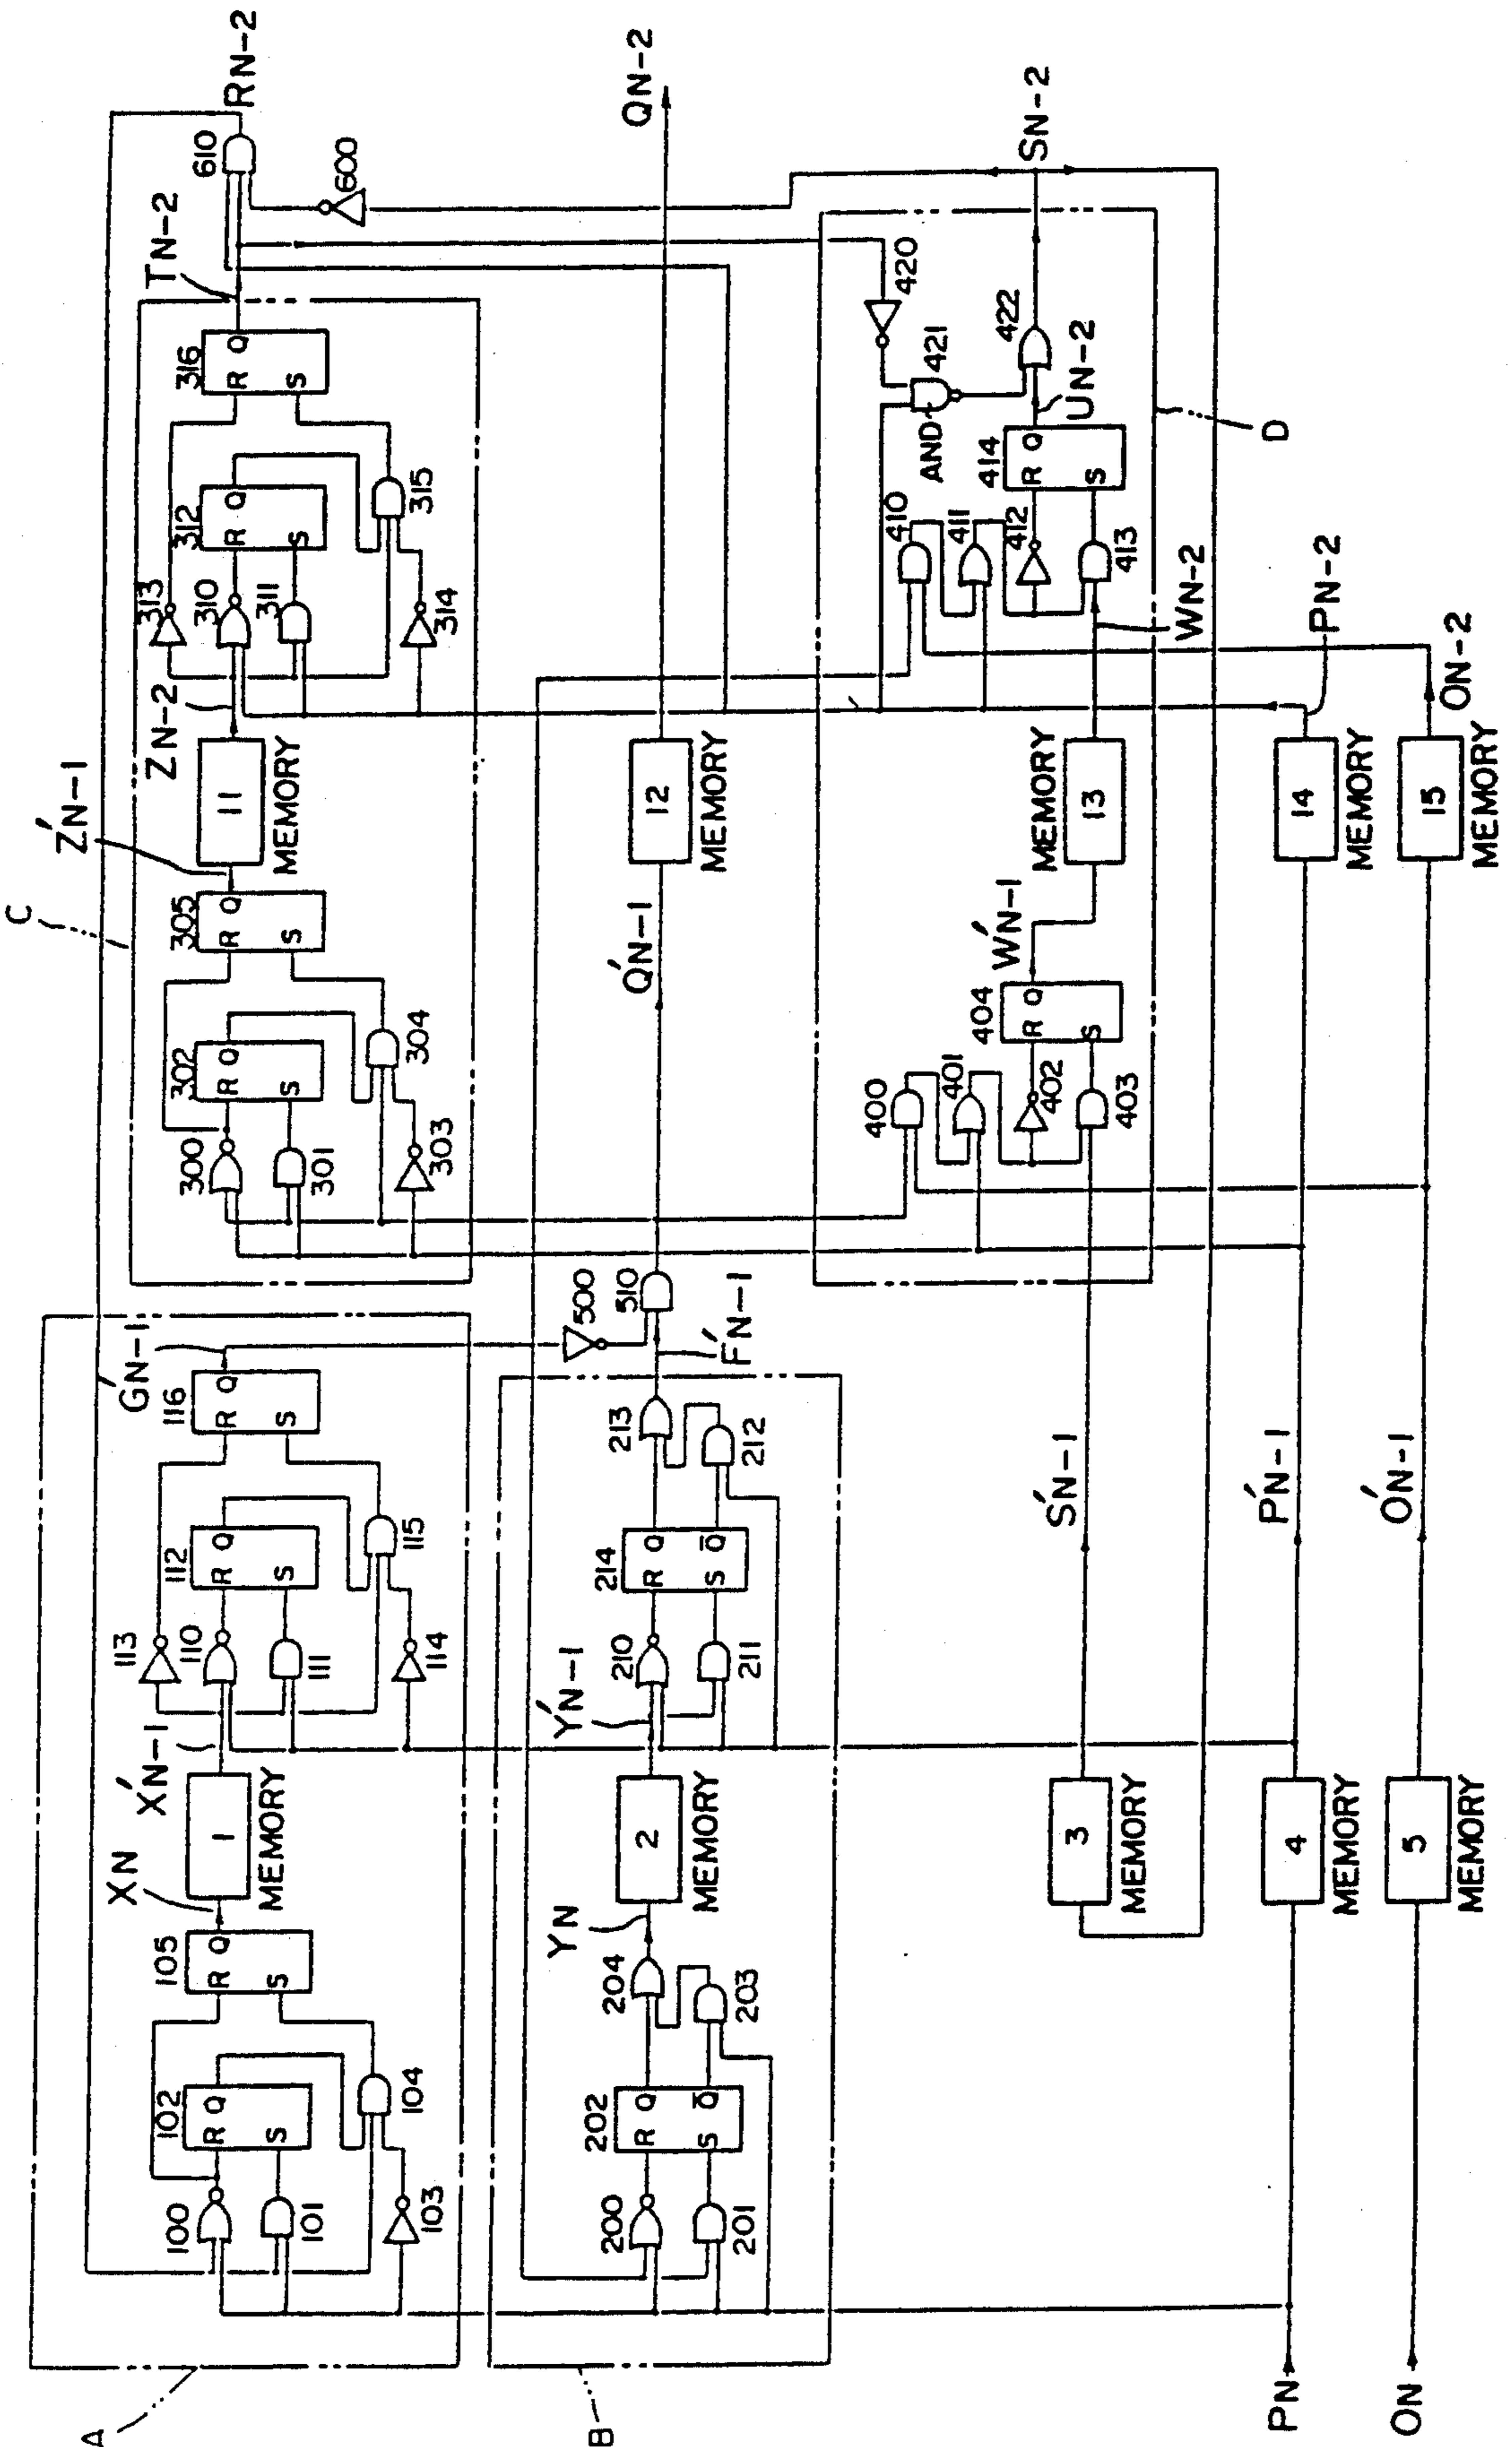 A
100
101
102
R Q
S
103
104
105
R Q
S
XN
1
MEMORY
X'N-1
110
111
112
R Q
S
113
114
115
116
R Q
S
G'N-1
C
300
301
302
R Q
S
303
304
305
R Q
S
Z'N-1
11
MEMORY
ZN-2
310
311
312
R Q
S
313
314
315
316
R Q
S
TN-2
610
600
RN-2
B
200
201
202
R Q
S Q̅
203
204
YN
2
MEMORY
Y'N-1
210
211
214
R Q
S Q̅
212
213
F'N-1
500
510
Q'N-1
12
MEMORY
QN-2
3
MEMORY
S'N-1
400
401
402
403
404
R Q
S
W'N-1
13
MEMORY
WN-2
410
411
412
413
414
R Q
S
UN-2
AND
420
421
422
SN-2
D
PN
4
MEMORY
P'N-1
14
MEMORY
PN-2
ON
5
MEMORY
O'N-1
15
MEMORY
ON-2